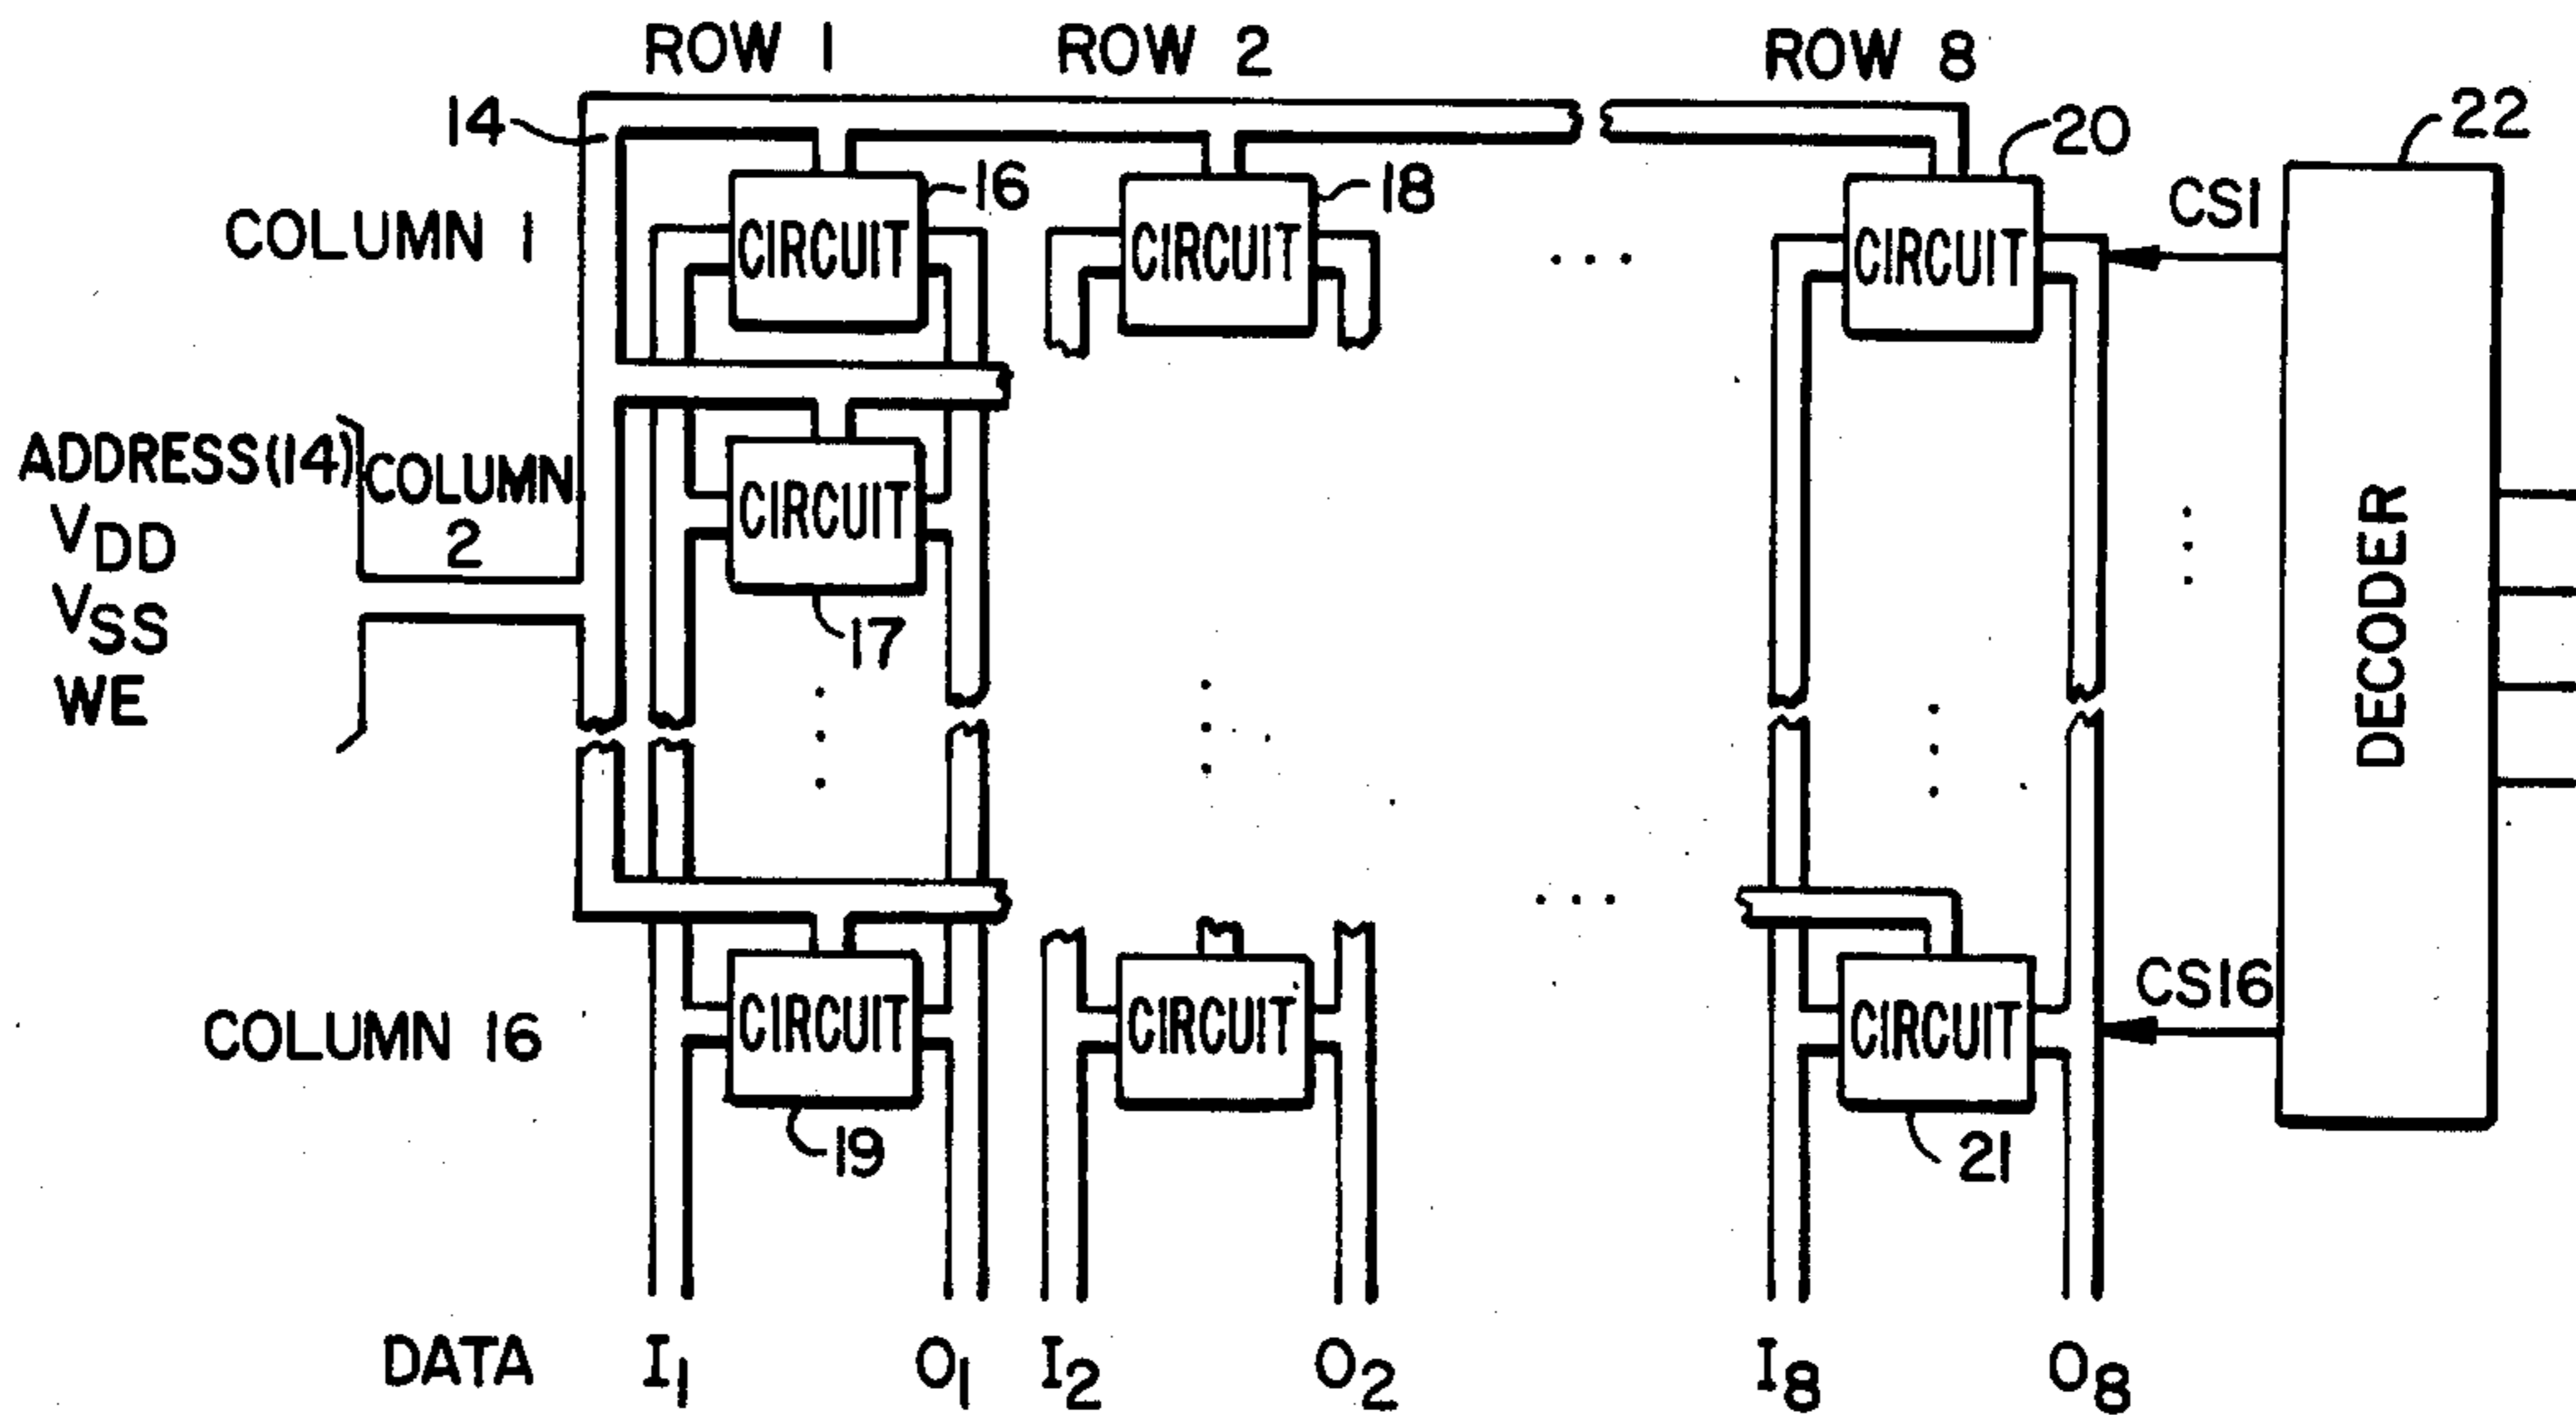 ROW 1
ROW 2
ROW 8
14
16
18
20
22
COLUMN 1
CIRCUIT
CIRCUIT
CIRCUIT
CS1
ADDRESS(14)
COLUMN
2
VDD
VSS
WE
CIRCUIT
17
DECODER
COLUMN 16
CIRCUIT
CIRCUIT
CIRCUIT
CS16
19
21
DATA
I1
O1
I2
O2
I8
O8